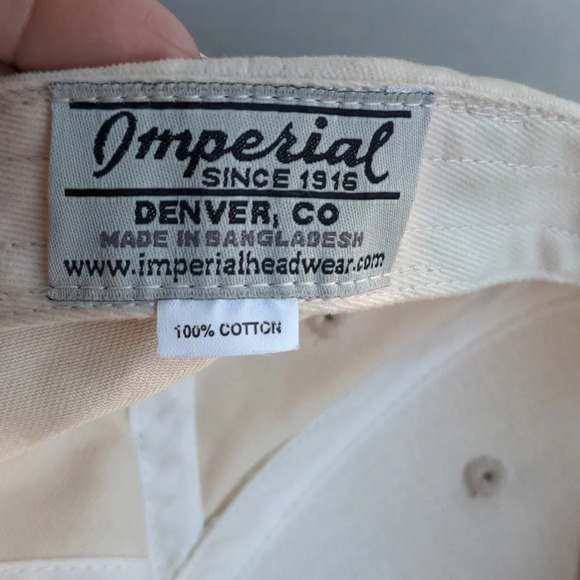 Imperial
SINCE 1916
DENVER, CO
MADE IN BANGLADESH
www.imperialheadwear.com
100% COTTON